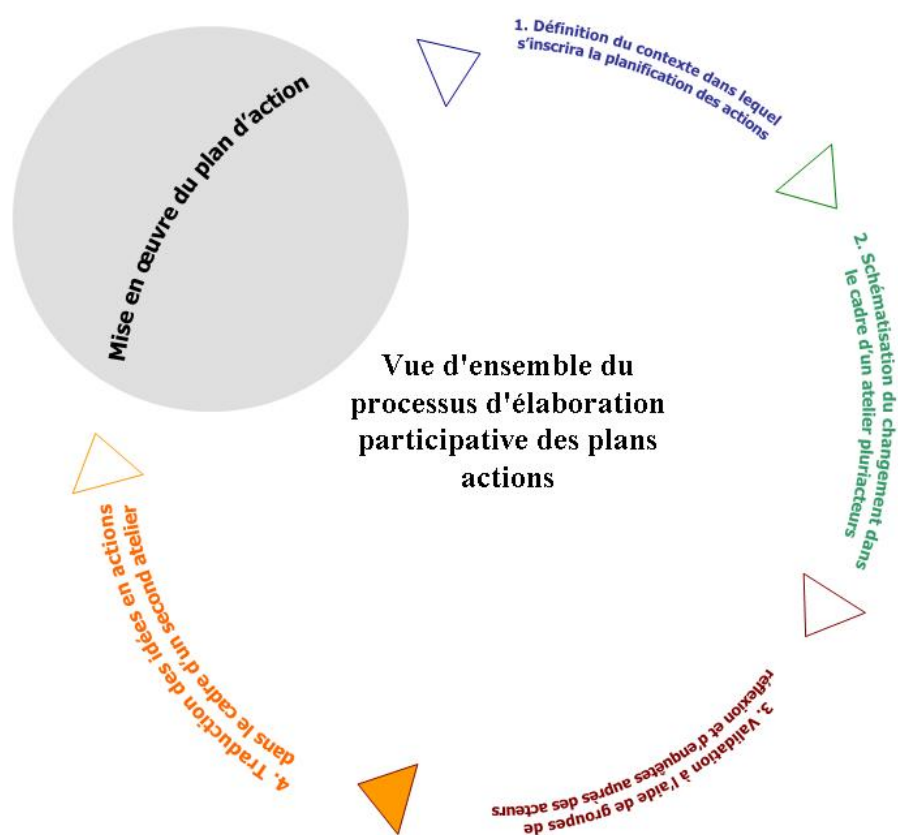 1. Définition du contexte dans lequel
s'inscrira la planification des actions
2. Schématisation du changement dans
le cadre d'un atelier pluriacteurs
3. Validation à l'aide de groupes de
réflexion et d'enquêtes auprès des acteurs
4. Traduction des idées en actions
dans le cadre d'un second atelier
Mise en œuvre du plan d'action
Vue d'ensemble du
processus d'élaboration
participative des plans
actions